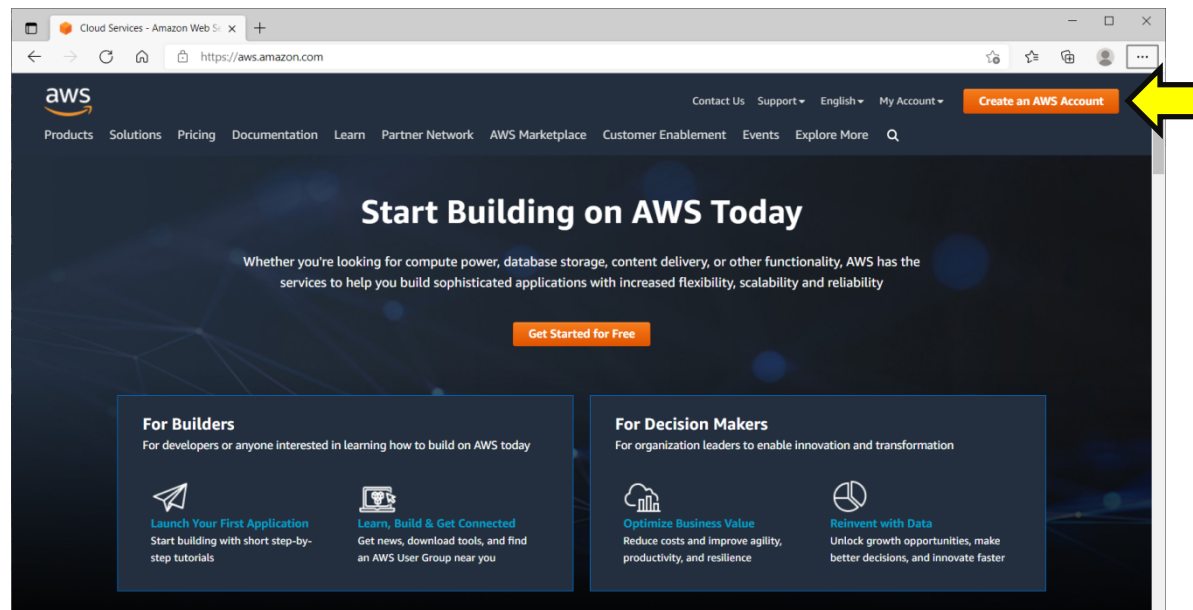 Cloud Services - Amazon Web Se
https://aws.amazon.com
aws
Contact Us Support English My Account Create an AWS Account
Products Solutions Pricing Documentation Learn Partner Network AWS Marketplace Customer Enablement Events Explore More
Start Building on AWS Today
Whether you're looking for compute power, database storage, content delivery, or other functionality, AWS has the
services to help you build sophisticated applications with increased flexibility, scalability and reliability
Get Started for Free
For Builders
For developers or anyone interested in learning how to build on AWS today
Launch Your First Application
Start building with short step-by-
step tutorials
Learn, Build & Get Connected
Get news, download tools, and find
an AWS User Group near you
For Decision Makers
For organization leaders to enable innovation and transformation
Optimize Business Value
Reduce costs and improve agility,
productivity, and resilience
Reinvent with Data
Unlock growth opportunities, make
better decisions, and innovate faster